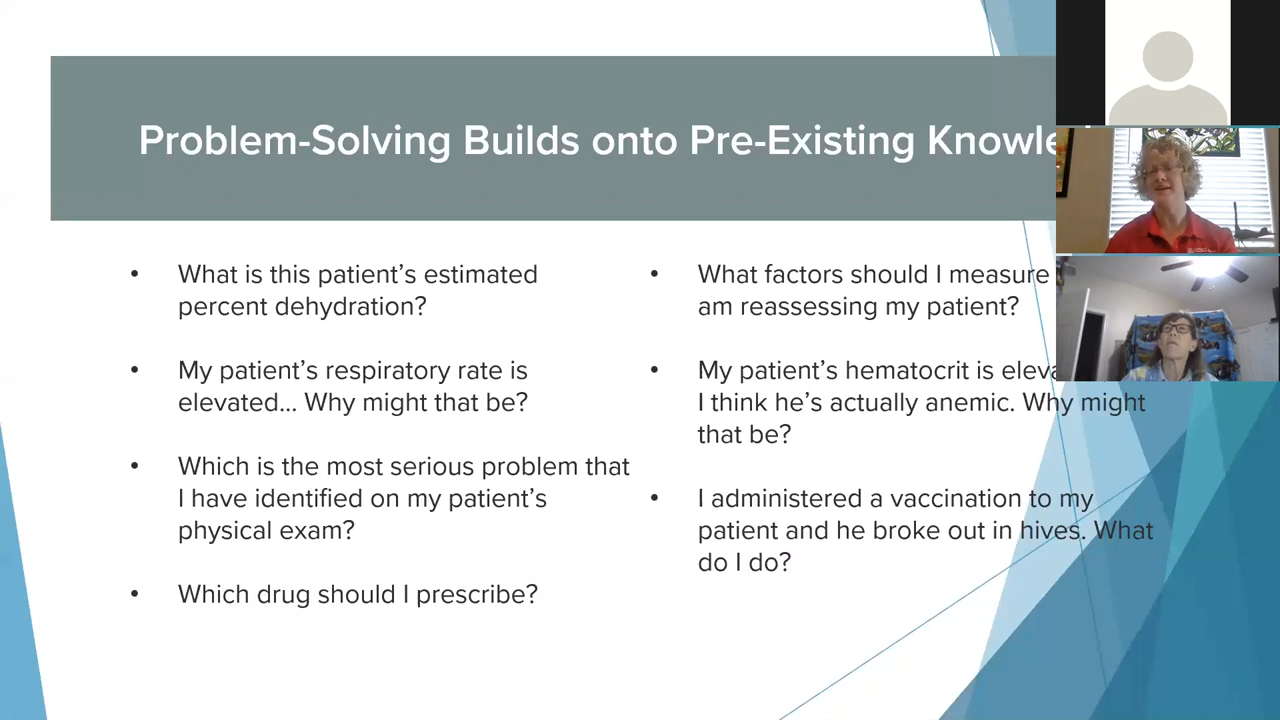 Problem-Solving Builds onto Pre-Existing
What is this patient's estimated
percent dehydration?
My patient's respiratory rate is
elevated... Why might that be?
Which is the most serious problem that
I have identified on my patient's
physical exam?
Which drug should I prescribe?
What factors should I measure
am reassessing my patient?
My patient's hematocrit is
I think he's actually anemic. Why might
that be?
I administered a vaccination to my
patient and he broke out in hives. What
do I do?